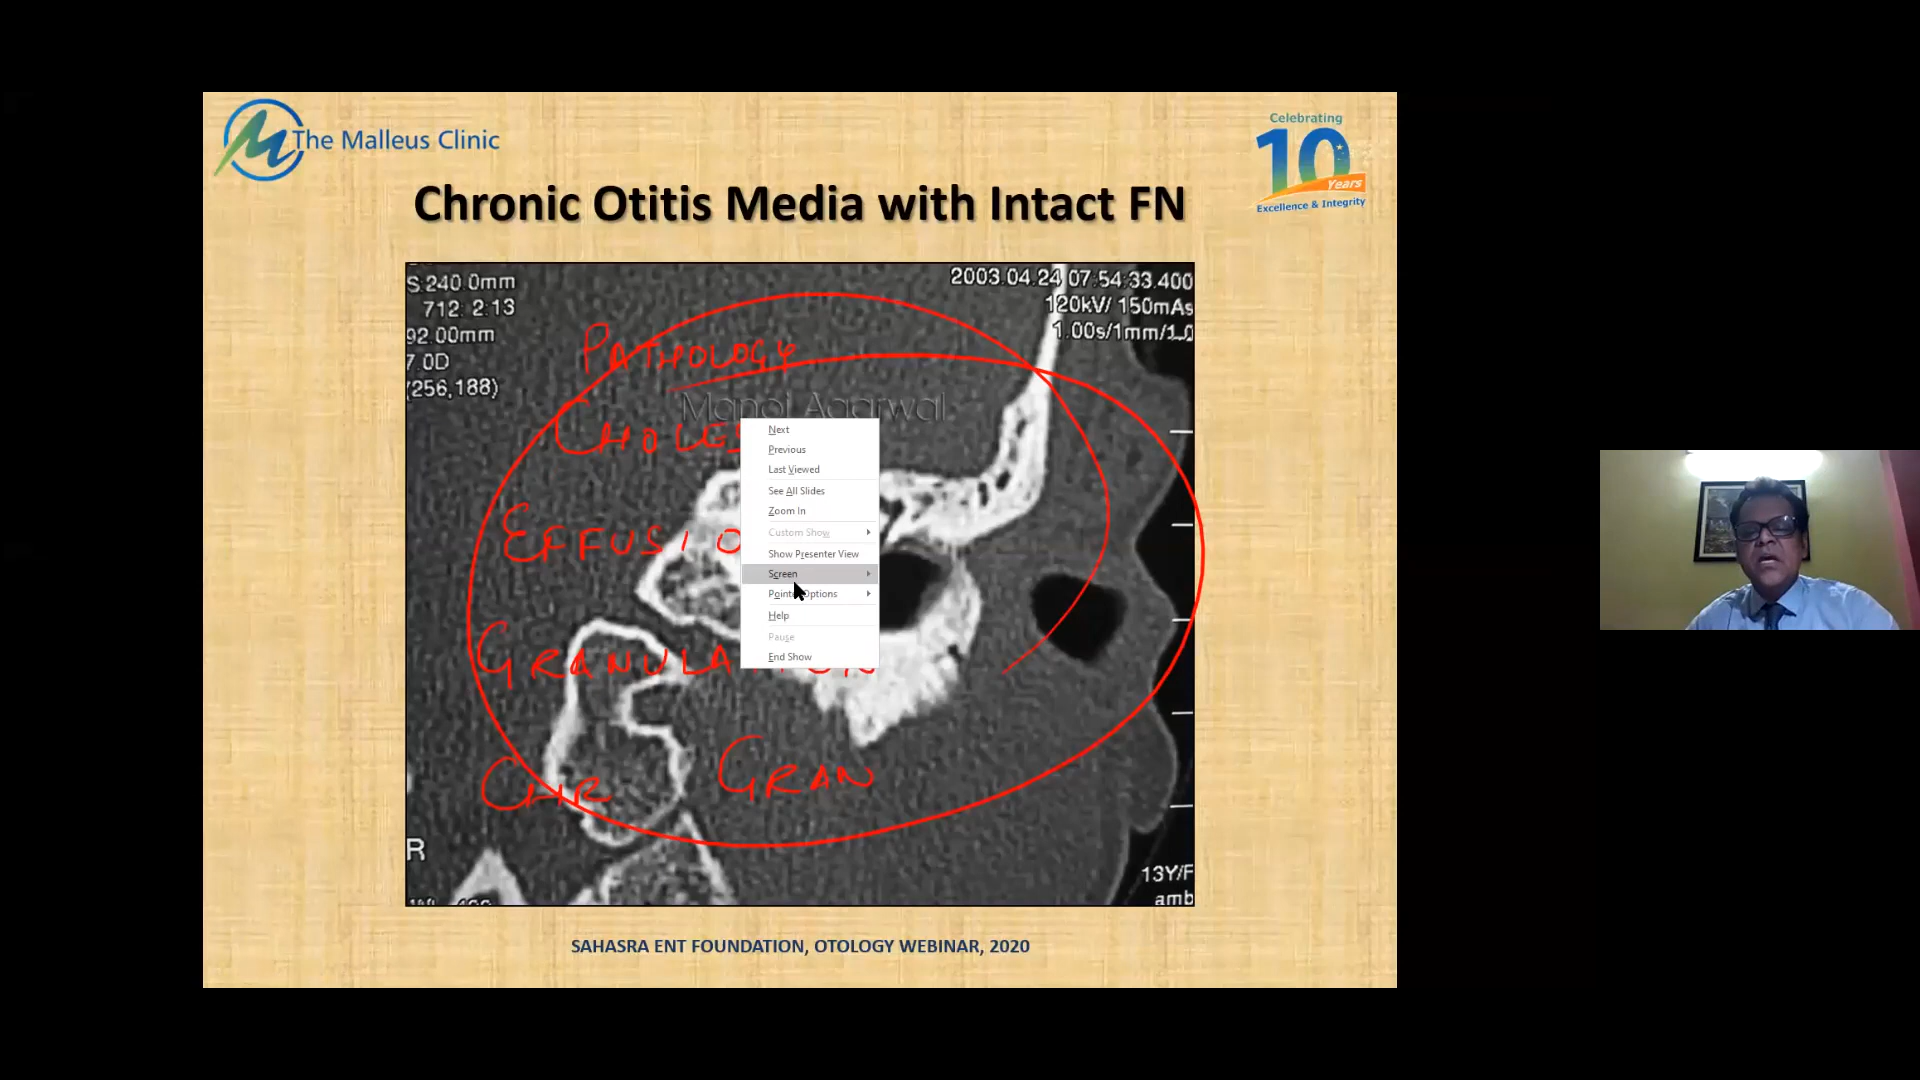 The Malleus Clinic
Celebrating
10
Years
Excellence & Integrity
Chronic Otitis Media with Intact FN
S:240.0mm
712: 2:13
92.00mm
7.0D
(256,188)
2003.04.24 07:54:33.400
120kV/ 150mAs
1.00s/1mm/1.0
PATHOLOGY
Manoj Agarwal
CHOLES
EFFUSIO
GRANULATION
CHR GRAN
Next
Previous
Last Viewed
See All Slides
Zoom In
Custom Show
Show Presenter View
Screen
Pointer Options
Help
Pause
End Show
R
13Y/F
amb
SAHASRA ENT FOUNDATION, OTOLOGY WEBINAR, 2020